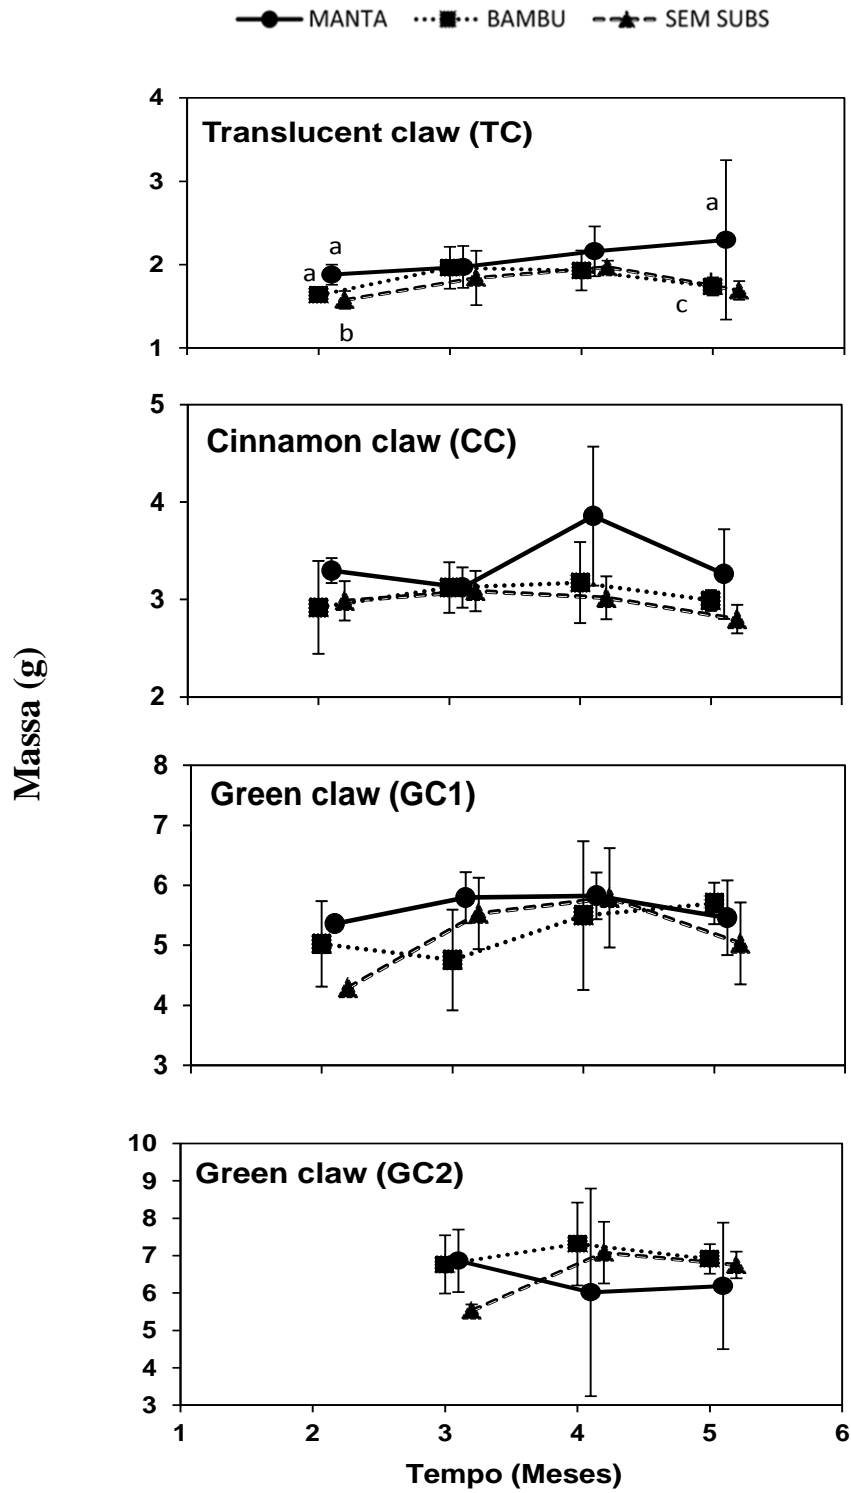 MANTA BAMBU SEM SUBS
Massa (g)
Translucent claw (TC)
4
3
2
1
a
a
b
a
c
Cinnamon claw (CC)
5
4
3
2
Green claw (GC1)
8
7
6
5
4
3
Green claw (GC2)
10
9
8
7
6
5
4
3
1 2 3 4 5 6
Tempo (Meses)